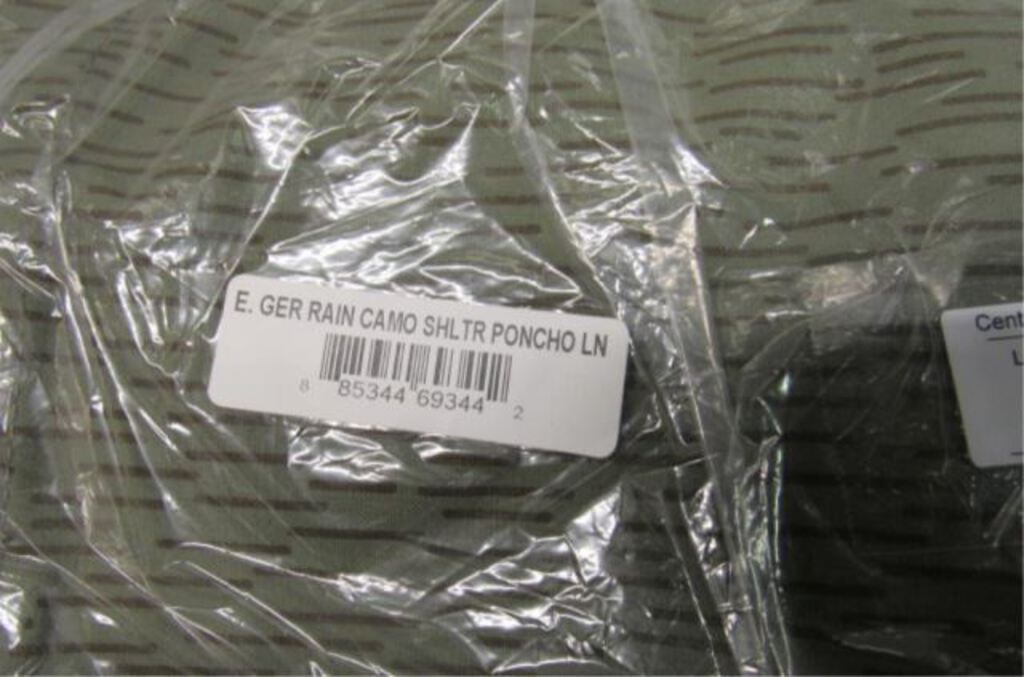 E. GER RAIN CAMO SHLTR PONCHO LN
8 85344 69344 2
Cent
L